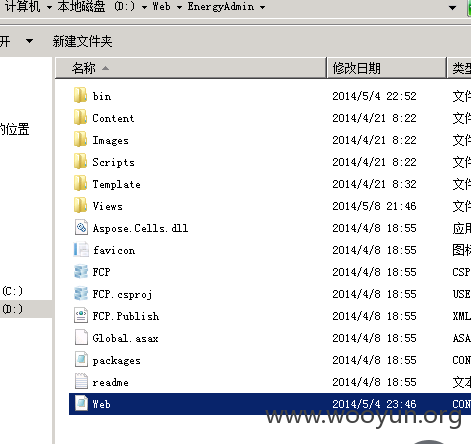 计算机 ▸ 本地磁盘 (D:) ▸ Web ▸ EnergyAdmin ▸
开 新建文件夹
名称 修改日期 类型
bin 2014/5/4 22:52 文件
Content 2014/4/21 8:22 文件
Images 2014/4/21 8:22 文件
Scripts 2014/4/21 8:22 文件
Template 2014/4/21 8:32 文件
Views 2014/5/8 21:46 文件
Aspose.Cells.dll 2014/4/8 18:55 应用
favicon 2014/4/8 18:55 图标
FCP 2014/4/8 18:55 CSP
FCP.csproj 2014/4/8 18:55 USE
FCP.Publish 2014/4/8 18:55 XML
Global.asax 2014/4/8 18:55 ASA
packages 2014/4/8 18:55 CON
readme 2014/4/8 18:55 文本
Web 2014/5/4 23:46 CON
的位置
(C:)
(D:)
www.wooyun.org